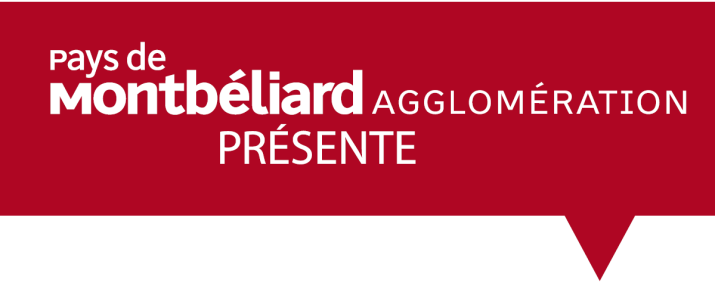 Pays de
Montbéliard AGGLOMÉRATION
PRÉSENTE